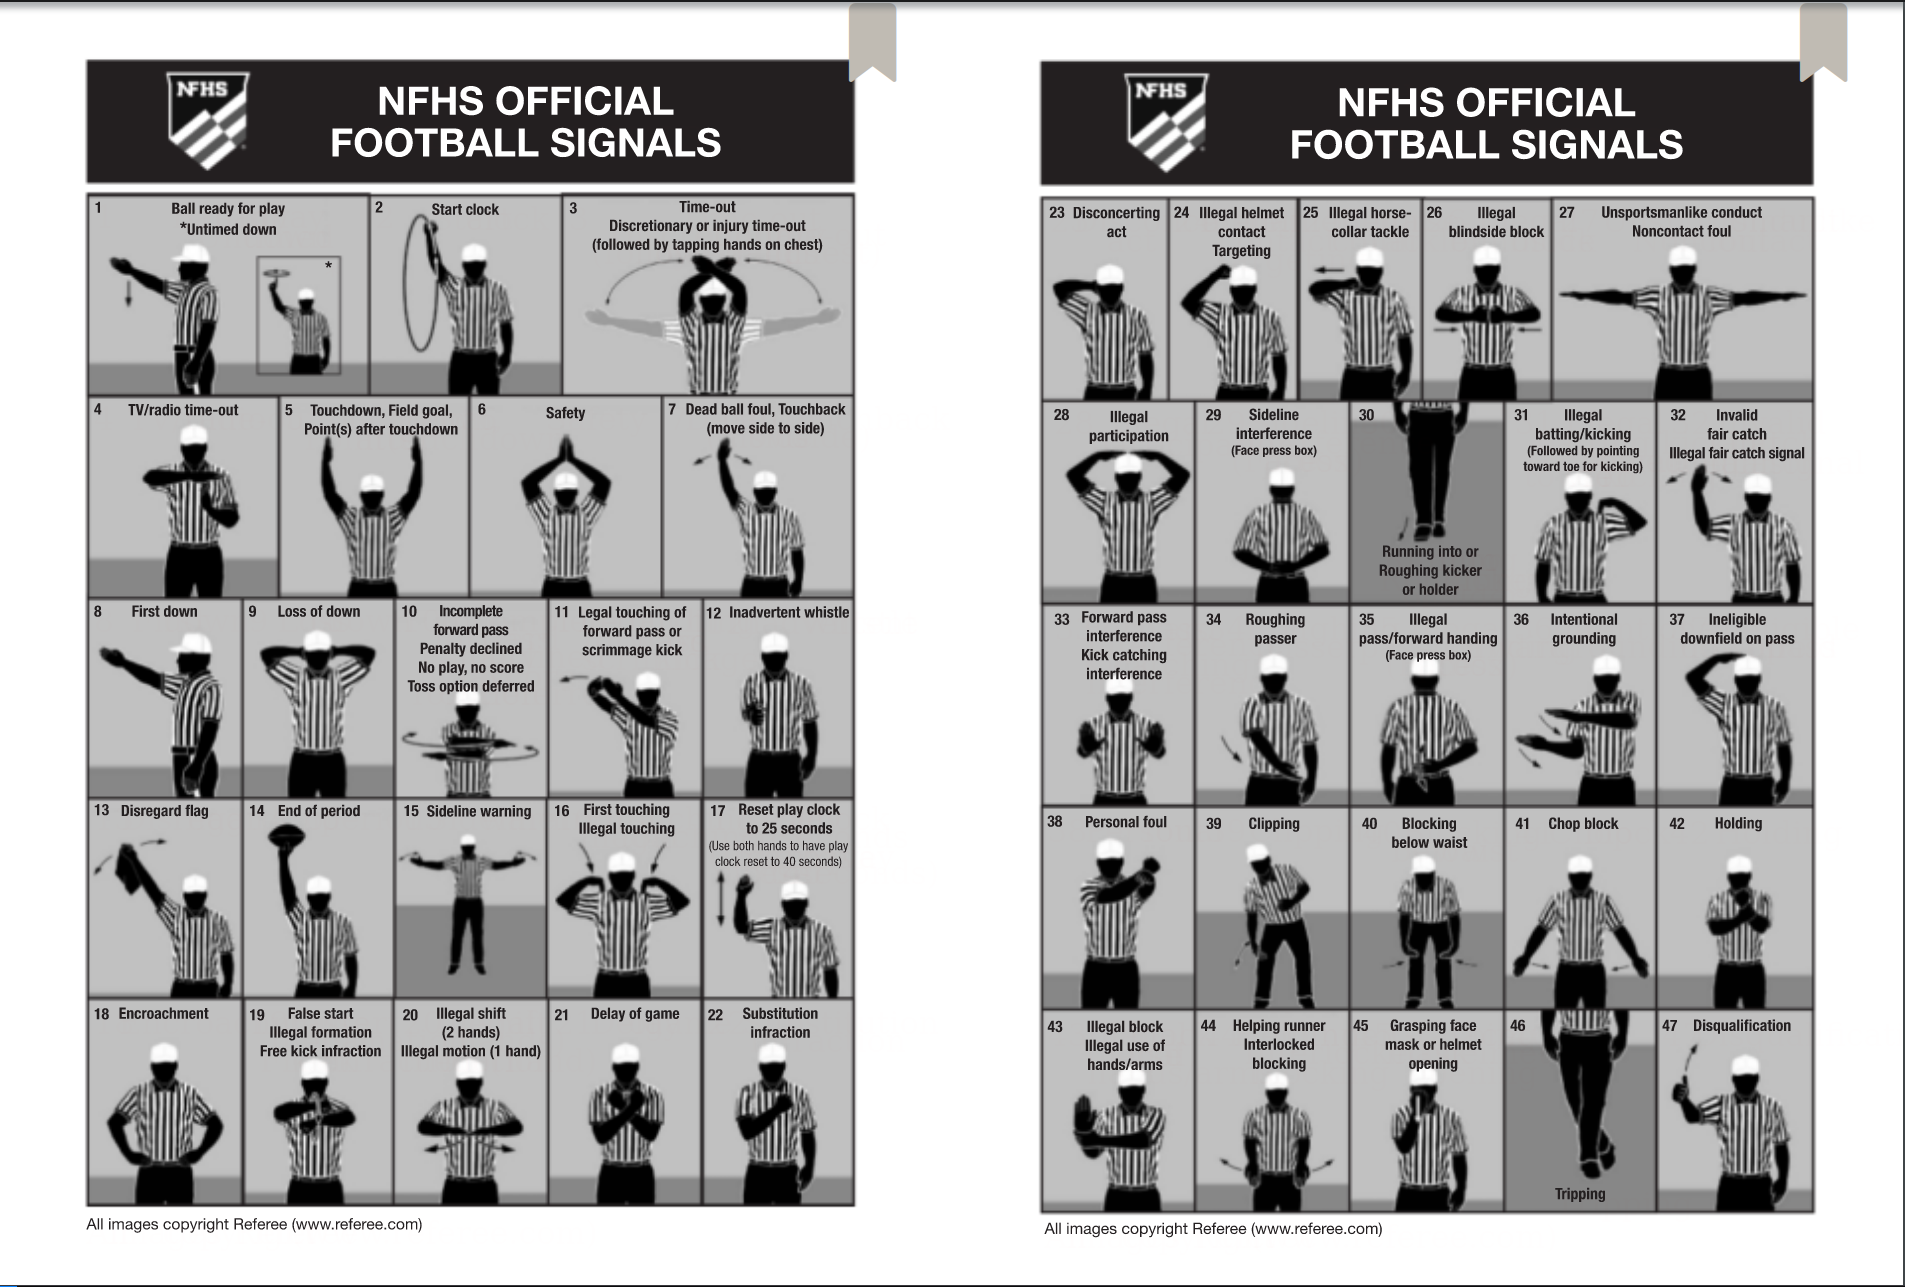 NFHS
NFHS OFFICIAL
FOOTBALL SIGNALS
1 Ball ready for play
*Untimed down
*
2 Start clock
3 Time-out
Discretionary or injury time-out
(followed by tapping hands on chest)
4 TV/radio time-out
5 Touchdown, Field goal,
Point(s) after touchdown
6 Safety
7 Dead ball foul, Touchback
(move side to side)
8 First down
9 Loss of down
10 Incomplete
forward pass
Penalty declined
No play, no score
Toss option deferred
11 Legal touching of
forward pass or
scrimmage kick
12 Inadvertent whistle
13 Disregard flag
14 End of period
15 Sideline warning
16 First touching
Illegal touching
17 Reset play clock
to 25 seconds
(Use both hands to have play
clock reset to 40 seconds)
18 Encroachment
19 False start
Illegal formation
Free kick infraction
20 Illegal shift
(2 hands)
Illegal motion (1 hand)
21 Delay of game
22 Substitution
infraction
All images copyright Referee (www.referee.com)
NFHS
NFHS OFFICIAL
FOOTBALL SIGNALS
23 Disconcerting
act
24 Illegal helmet
contact
Targeting
25 Illegal horse-
collar tackle
26 Illegal
blindside block
27 Unsportsmanlike conduct
Noncontact foul
28 Illegal
participation
29 Sideline
interference
(Face press box)
30
Running into or
Roughing kicker
or holder
31 Illegal
batting/kicking
(Followed by pointing
toward toe for kicking)
32 Invalid
fair catch
Illegal fair catch signal
33 Forward pass
interference
Kick catching
interference
34 Roughing
passer
35 Illegal
pass/forward handing
(Face press box)
36 Intentional
grounding
37 Ineligible
downfield on pass
38 Personal foul
39 Clipping
40 Blocking
below waist
41 Chop block
42 Holding
43 Illegal block
Illegal use of
hands/arms
44 Helping runner
Interlocked
blocking
45 Grasping face
mask or helmet
opening
46
Tripping
47 Disqualification
All images copyright Referee (www.referee.com)